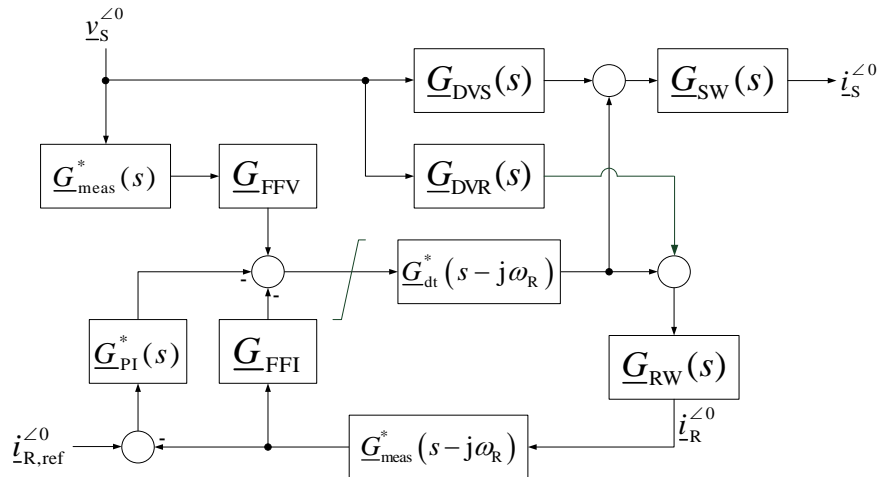 v_S^∠0
G_DVS(s)
G_SW(s)
i_S^∠0
G*_meas(s)
G_FFV
G_DVR(s)
-
-
G*_dt(s − jω_R)
G*_PI(s)
G_FFI
G_RW(s)
i_R^∠0
i_R,ref^∠0
-
G*_meas(s − jω_R)